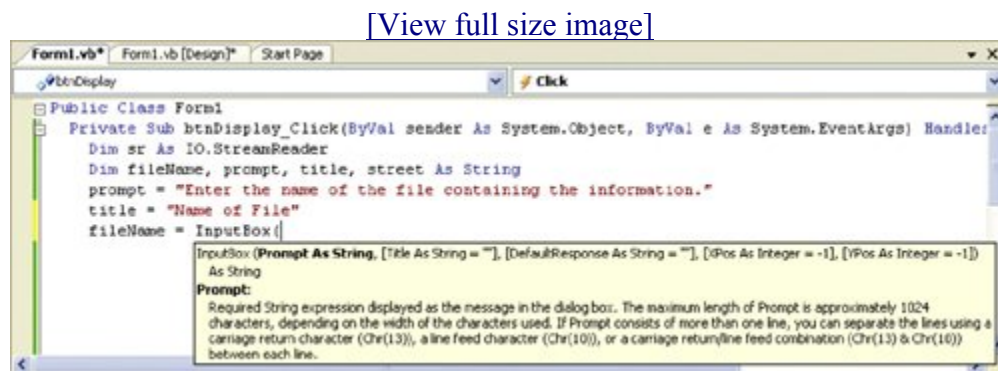 [View full size image]
Form1.vb* Form1.vb [Design]* Start Page
btnDisplay Click
Public Class Form1
Private Sub btnDisplay_Click(ByVal sender As System.Object, ByVal e As System.EventArgs) Handles
Dim sr As IO.StreamReader
Dim fileName, prompt, title, street As String
prompt = "Enter the name of the file containing the information."
title = "Name of File"
fileName = InputBox(
InputBox (Prompt As String, [Title As String = ""], [DefaultResponse As String = ""], [XPos As Integer = -1], [YPos As Integer = -1])
As String
Prompt:
Required String expression displayed as the message in the dialog box. The maximum length of Prompt is approximately 1024
characters, depending on the width of the characters used. If Prompt consists of more than one line, you can separate the lines using a
carriage return character (Chr(13)), a line feed character (Chr(10)), or a carriage return/line feed combination (Chr(13) & Chr(10))
between each line.